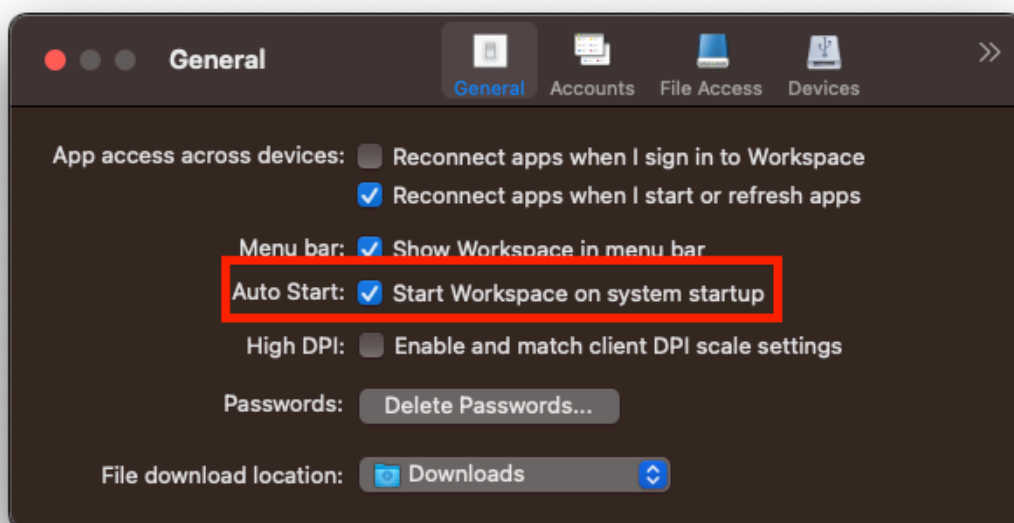 General
General Accounts File Access Devices
App access across devices: Reconnect apps when I sign in to Workspace
Reconnect apps when I start or refresh apps
Menu bar: Show Workspace in menu bar
Auto Start: Start Workspace on system startup
High DPI: Enable and match client DPI scale settings
Passwords: Delete Passwords...
File download location: Downloads